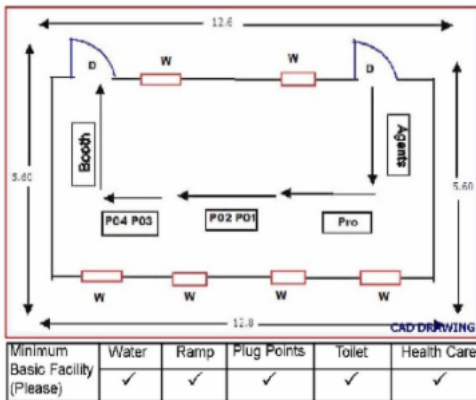 12.6
D
W
W
D
Booth
Agents
5.60
5.60
P04 P03
P02 P01
Pro
W
W
W
W
12.8
CAD DRAWING
Minimum Basic Facility (Please)
Water
Ramp
Plug Points
Toilet
Health Care
✓ ✓ ✓ ✓ ✓